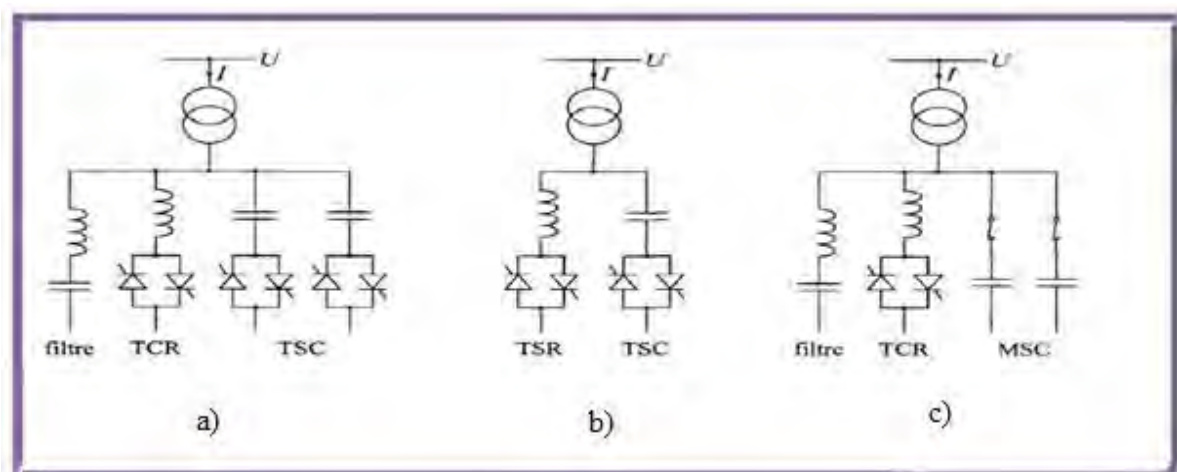 U U U
I I I
filtre TCR TSC TSR TSC filtre TCR MSC
a) b) c)